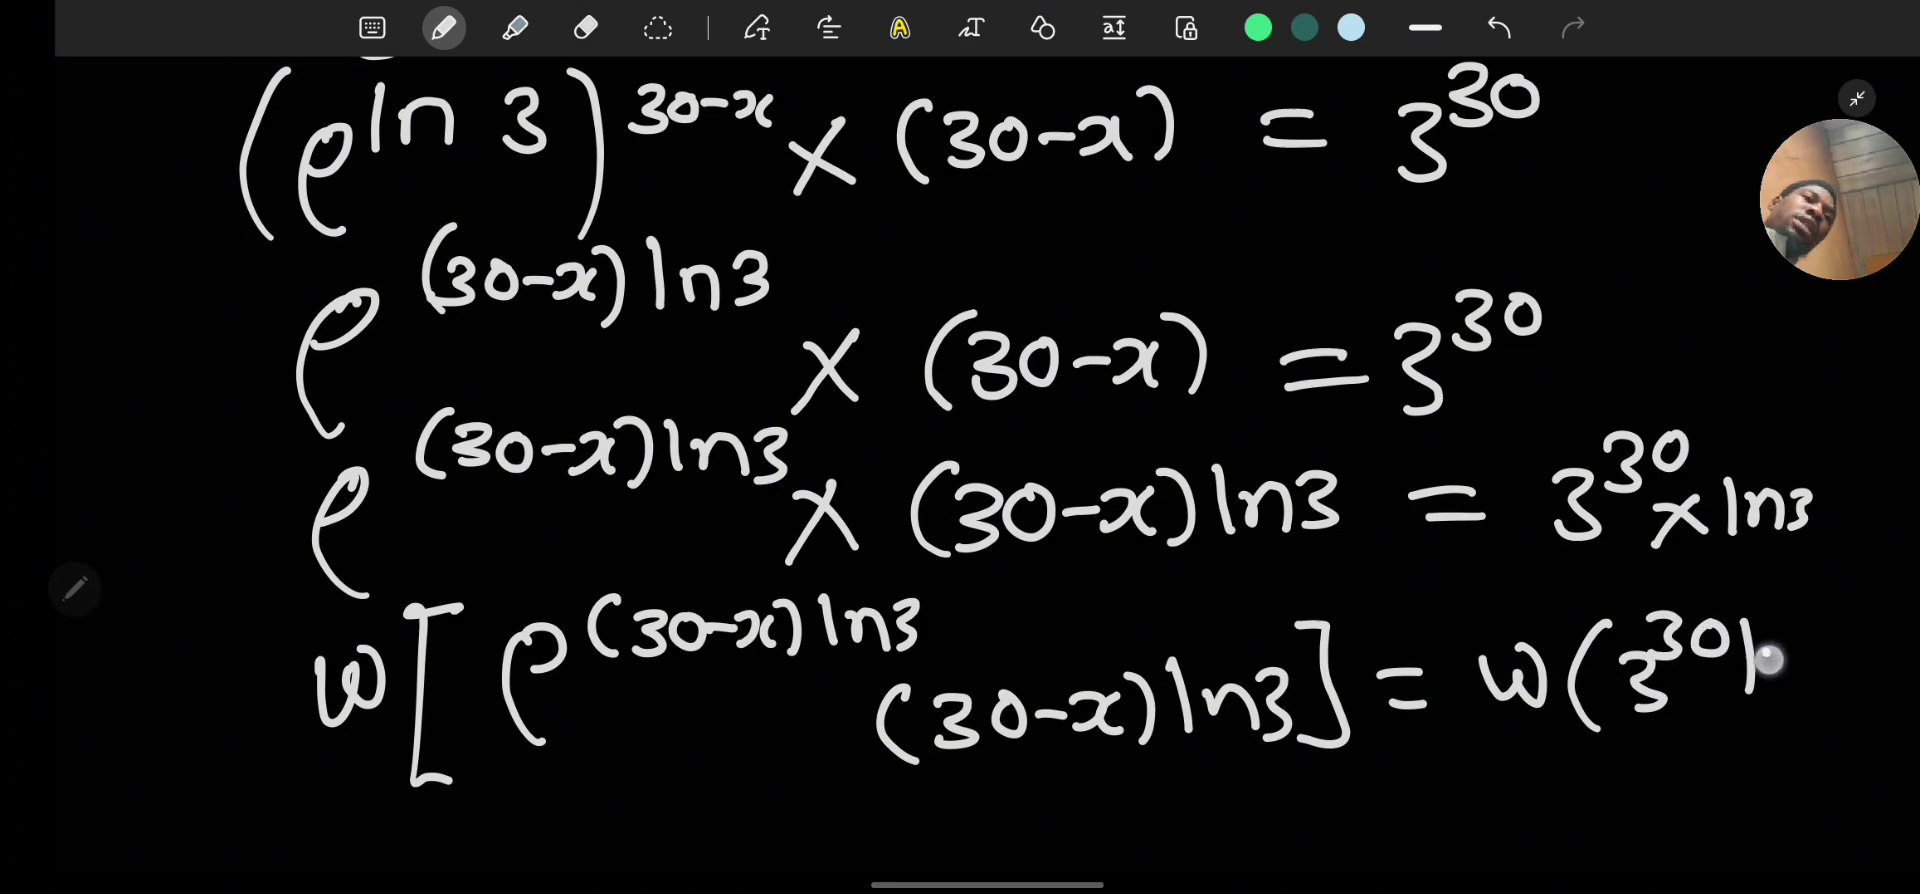 (e^ln 3)^30-x × (30-x) = 3^30
e^(30-x)ln3 × (30-x) = 3^30
e^(30-x)ln3 × (30-x)ln3 = 3^30 × ln3
W[e^(30-x)ln3 (30-x)ln3] = W(3^30 l